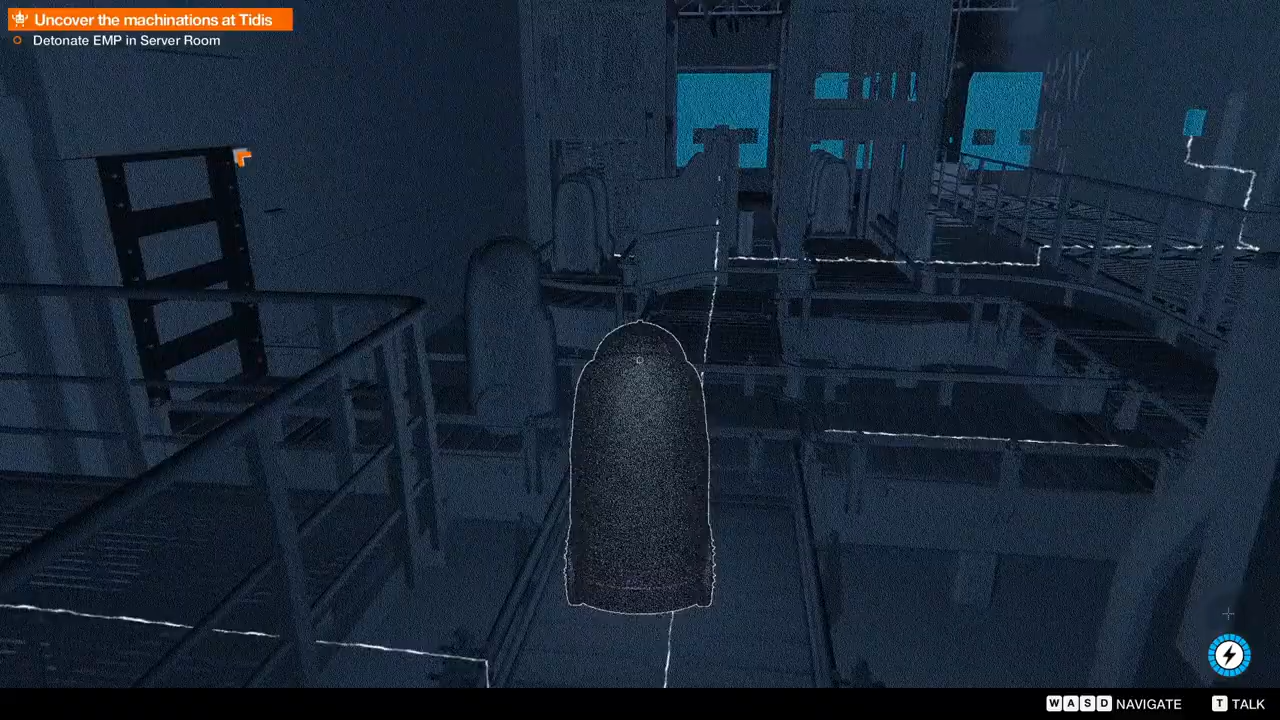 Uncover the machinations at Tidis
Detonate EMP in Server Room
W A S D NAVIGATE T TALK